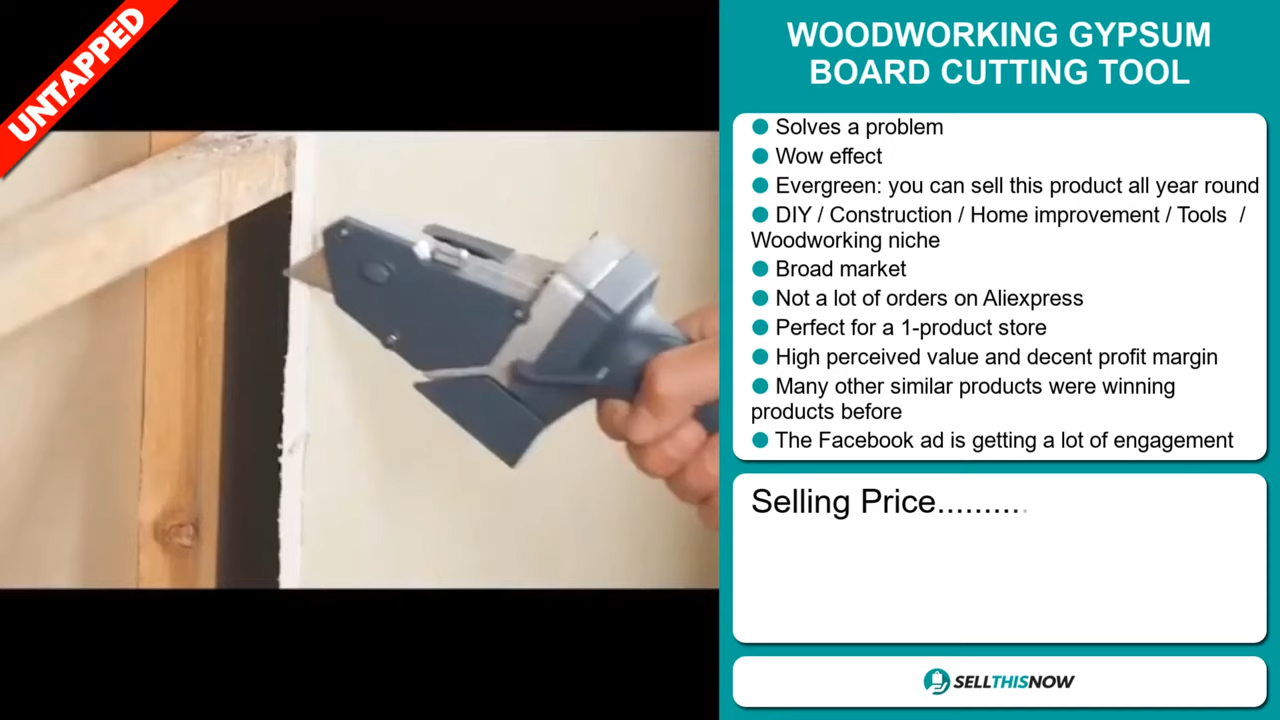 UNTAPPED
WOODWORKING GYPSUM
BOARD CUTTING TOOL
● Solves a problem
● Wow effect
● Evergreen: you can sell this product all year round
● DIY / Construction / Home improvement / Tools /
Woodworking niche
● Broad market
● Not a lot of orders on Aliexpress
● Perfect for a 1-product store
● High perceived value and decent profit margin
● Many other similar products were winning
products before
● The Facebook ad is getting a lot of engagement
Selling Price..........
SELLTHISNOW